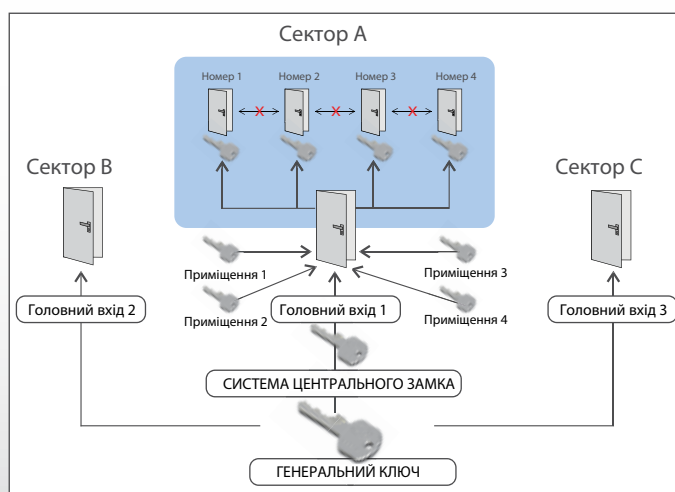 Сектор A
Номер 1
Номер 2
Номер 3
Номер 4
Сектор B
Сектор C
Приміщення 1
Приміщення 3
Приміщення 2
Приміщення 4
Головний вхід 2
Головний вхід 1
Головний вхід 3
СИСТЕМА ЦЕНТРАЛЬНОГО ЗАМКА
ГЕНЕРАЛЬНИЙ КЛЮЧ